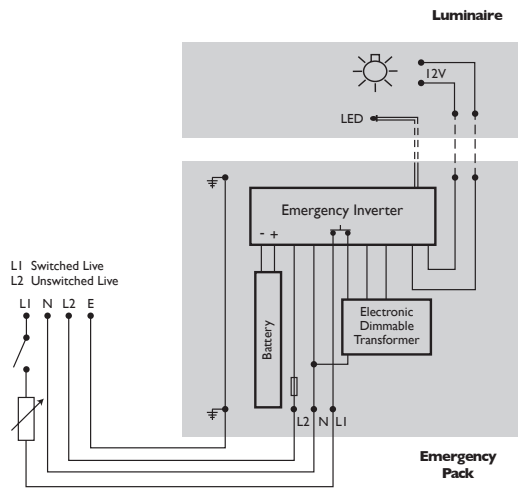 Luminaire
12V
LED
Emergency Inverter
- +
L1 Switched Live
L2 Unswitched Live
L1 N L2 E
Battery
Electronic
Dimmable
Transformer
L2 N L1
Emergency
Pack